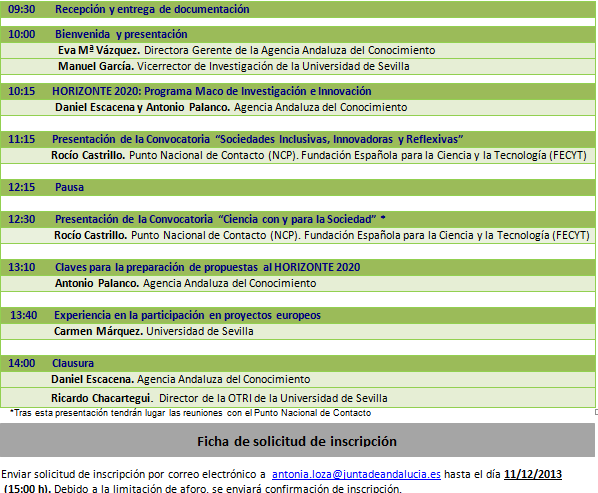 09:30 Recepción y entrega de documentación
10:00 Bienvenida y presentación
Eva Mª Vázquez. Directora Gerente de la Agencia Andaluza del Conocimiento
Manuel García. Vicerrector de Investigación de la Universidad de Sevilla
10:15 HORIZONTE 2020: Programa Maco de Investigación e Innovación
Daniel Escacena y Antonio Palanco. Agencia Andaluza del Conocimiento
11:15 Presentación de la Convocatoria “Sociedades Inclusivas, Innovadoras y Reflexivas”
Rocío Castrillo. Punto Nacional de Contacto (NCP). Fundación Española para la Ciencia y la Tecnología (FECYT)
12:15 Pausa
12:30 Presentación de la Convocatoria “Ciencia con y para la Sociedad” *
Rocío Castrillo. Punto Nacional de Contacto (NCP). Fundación Española para la Ciencia y la Tecnología (FECYT)
13:10 Claves para la preparación de propuestas al HORIZONTE 2020
Antonio Palanco. Agencia Andaluza del Conocimiento
13:40 Experiencia en la participación en proyectos europeos
Carmen Márquez. Universidad de Sevilla
14:00 Clausura
Daniel Escacena. Agencia Andaluza del Conocimiento
Ricardo Chacartegui. Director de la OTRI de la Universidad de Sevilla
*Tras esta presentación tendrán lugar las reuniones con el Punto Nacional de Contacto
Ficha de solicitud de inscripción
Enviar solicitud de inscripción por correo electrónico a antonia.loza@juntadeandalucia.es hasta el día 11/12/2013
(15:00 h). Debido a la limitación de aforo, se enviará confirmación de inscripción.